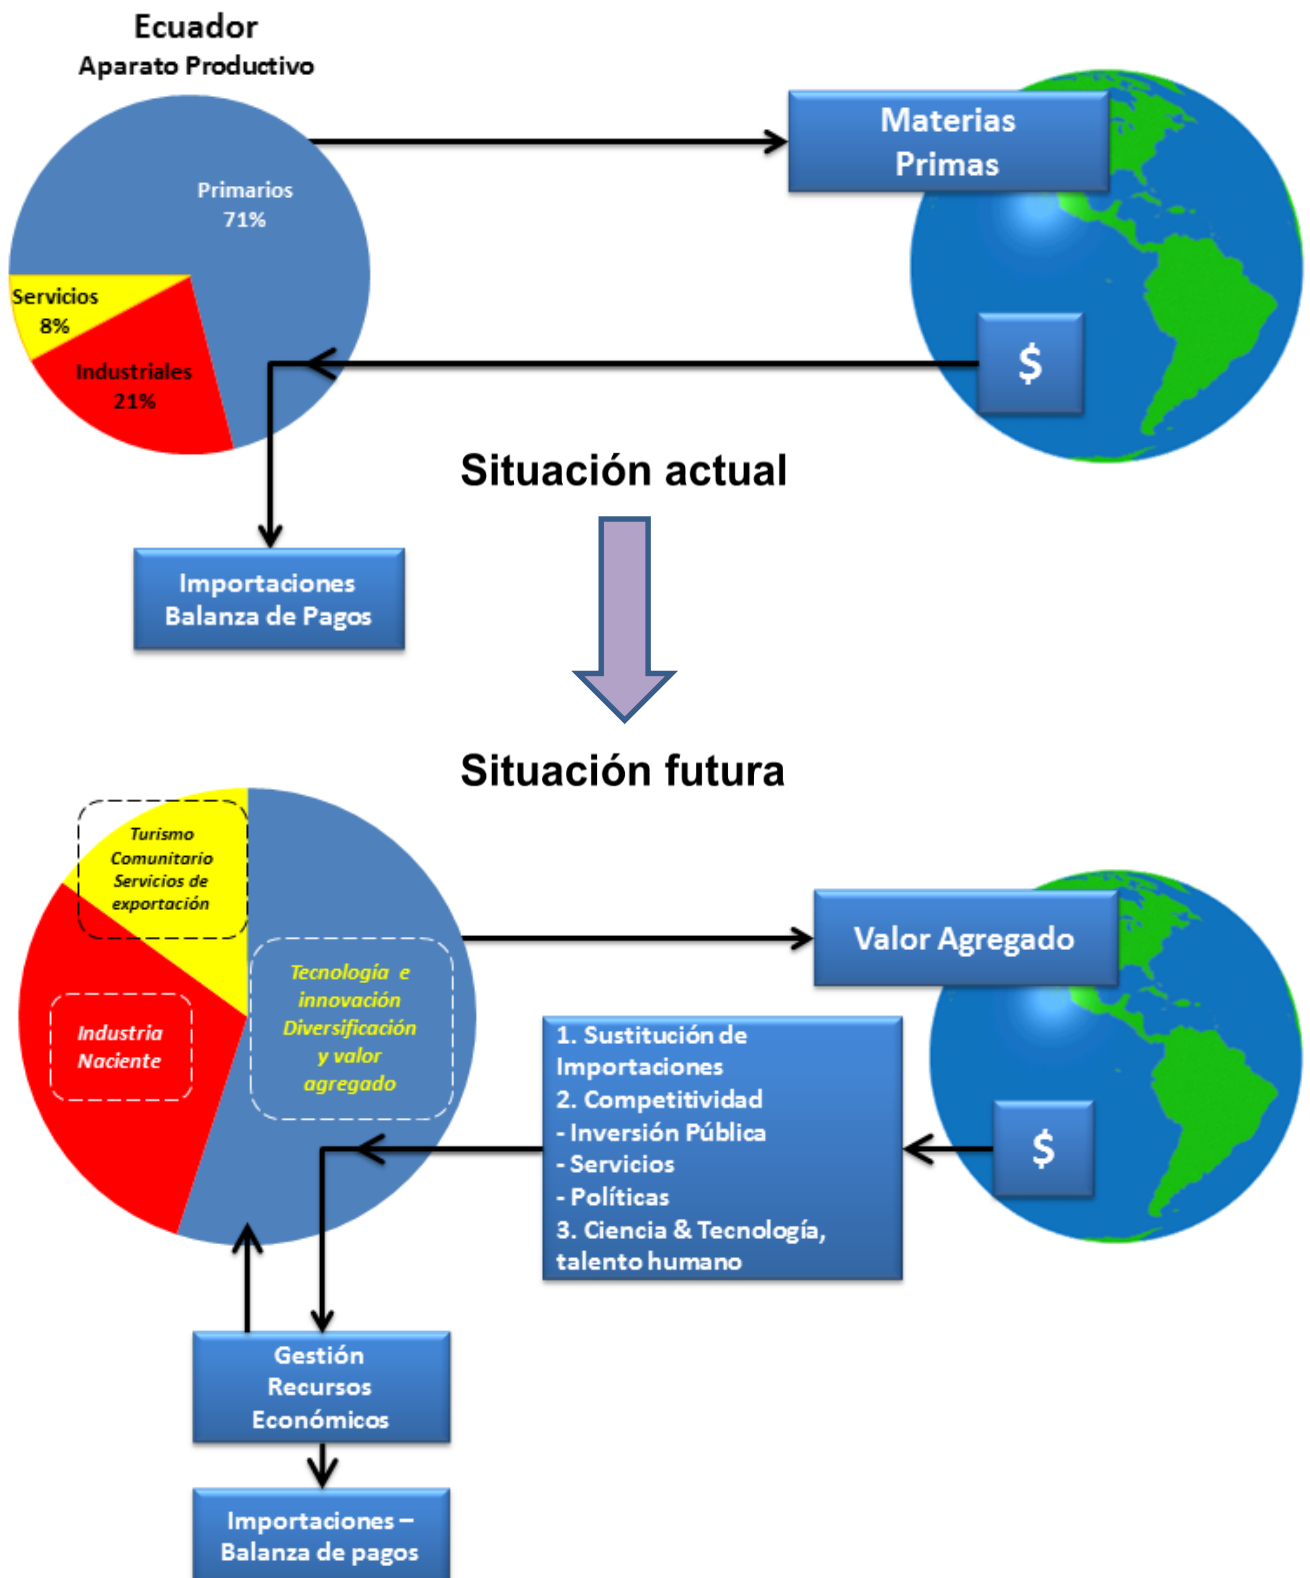 Ecuador
Aparato Productivo
Primarios
71%
Servicios
8%
Industriales
21%
Materias
Primas
$
Situación actual
Importaciones
Balanza de Pagos
Situación futura
Turismo
Comunitario
Servicios de
exportación
Tecnología e
innovación
Diversificación
y valor
agregado
Industria
Naciente
Valor Agregado
1. Sustitución de
Importaciones
2. Competitividad
- Inversión Pública
- Servicios
- Políticas
3. Ciencia & Tecnología,
talento humano
$
Gestión
Recursos
Económicos
Importaciones –
Balanza de pagos